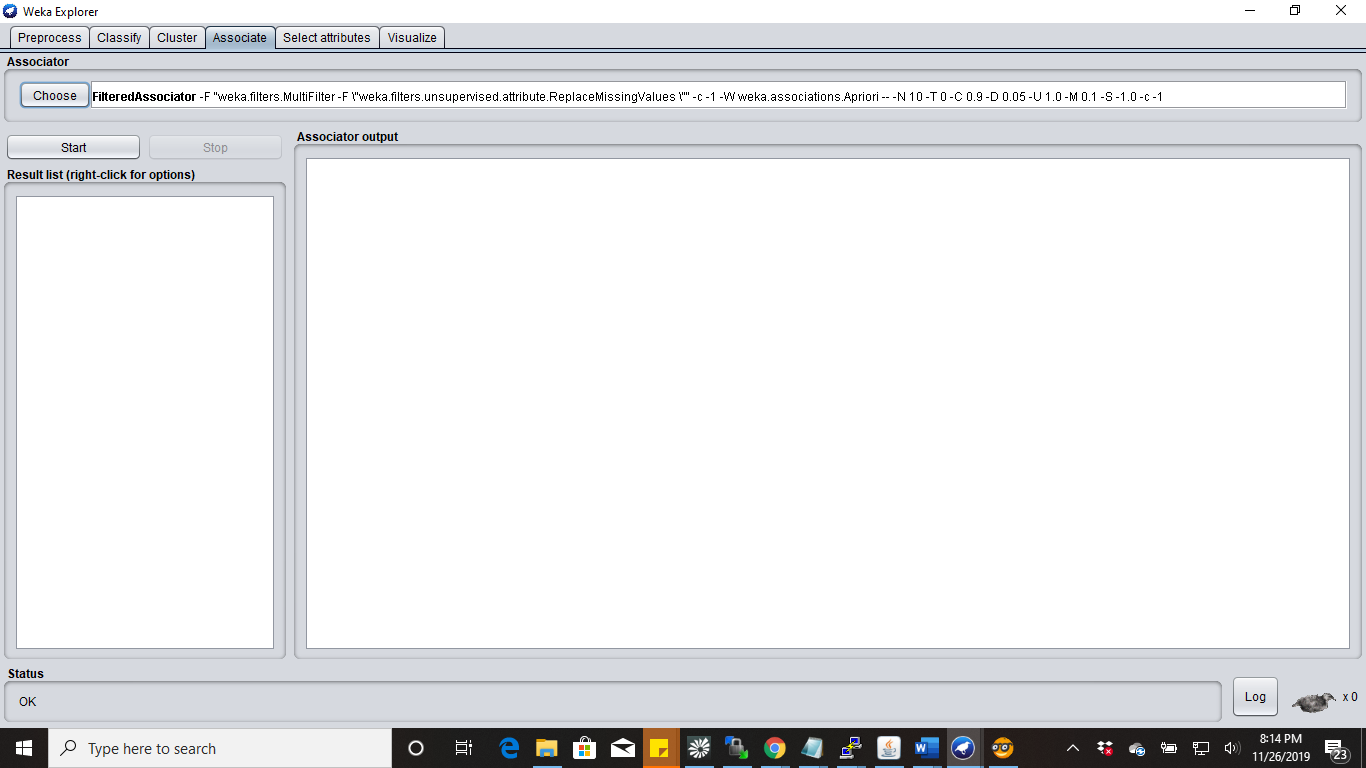 Weka Explorer
Preprocess Classify Cluster Associate Select attributes Visualize
Associator
Choose FilteredAssociator -F "weka.filters.MultiFilter -F \"weka.filters.unsupervised.attribute.ReplaceMissingValues \"" -c -1 -W weka.associations.Apriori -- -N 10 -T 0 -C 0.9 -D 0.05 -U 1.0 -M 0.1 -S -1.0 -c -1
Start Stop
Associator output
Result list (right-click for options)
Status
OK
Log
x 0
Type here to search
8:14 PM
11/26/2019
23